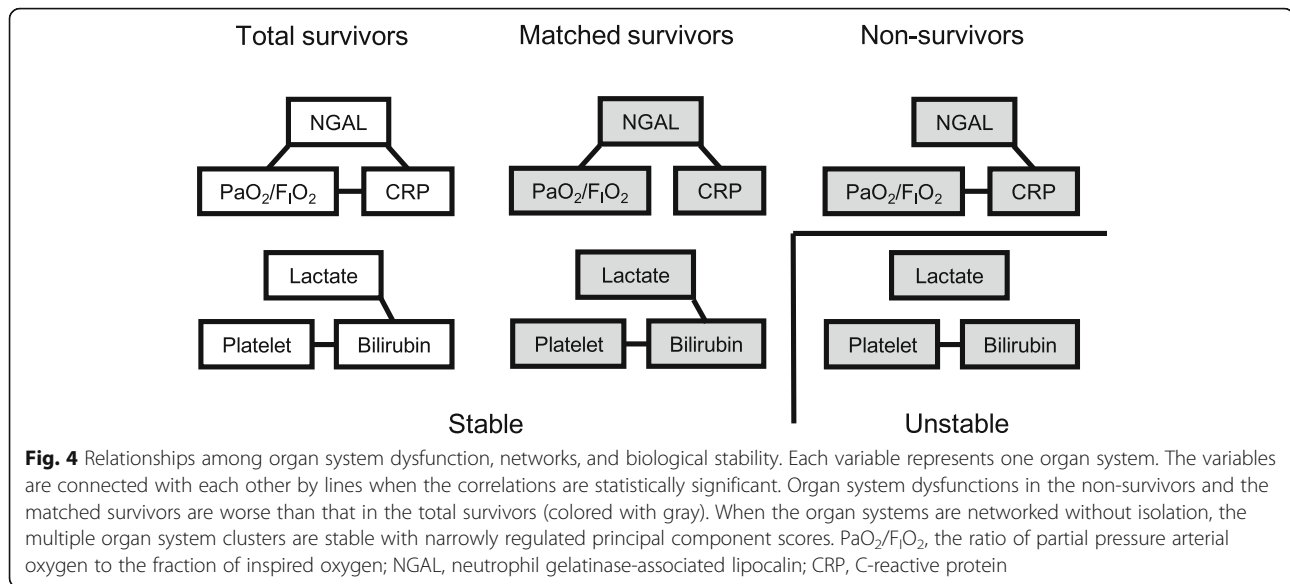 Total survivors Matched survivors Non-survivors
NGAL NGAL NGAL
PaO₂/FᵢO₂ CRP PaO₂/FᵢO₂ CRP PaO₂/FᵢO₂ CRP
Lactate Lactate Lactate
Platelet Bilirubin Platelet Bilirubin Platelet Bilirubin
Stable Unstable
Fig. 4 Relationships among organ system dysfunction, networks, and biological stability. Each variable represents one organ system. The variables
are connected with each other by lines when the correlations are statistically significant. Organ system dysfunctions in the non-survivors and the
matched survivors are worse than that in the total survivors (colored with gray). When the organ systems are networked without isolation, the
multiple organ system clusters are stable with narrowly regulated principal component scores. PaO₂/FᵢO₂, the ratio of partial pressure arterial
oxygen to the fraction of inspired oxygen; NGAL, neutrophil gelatinase-associated lipocalin; CRP, C-reactive protein